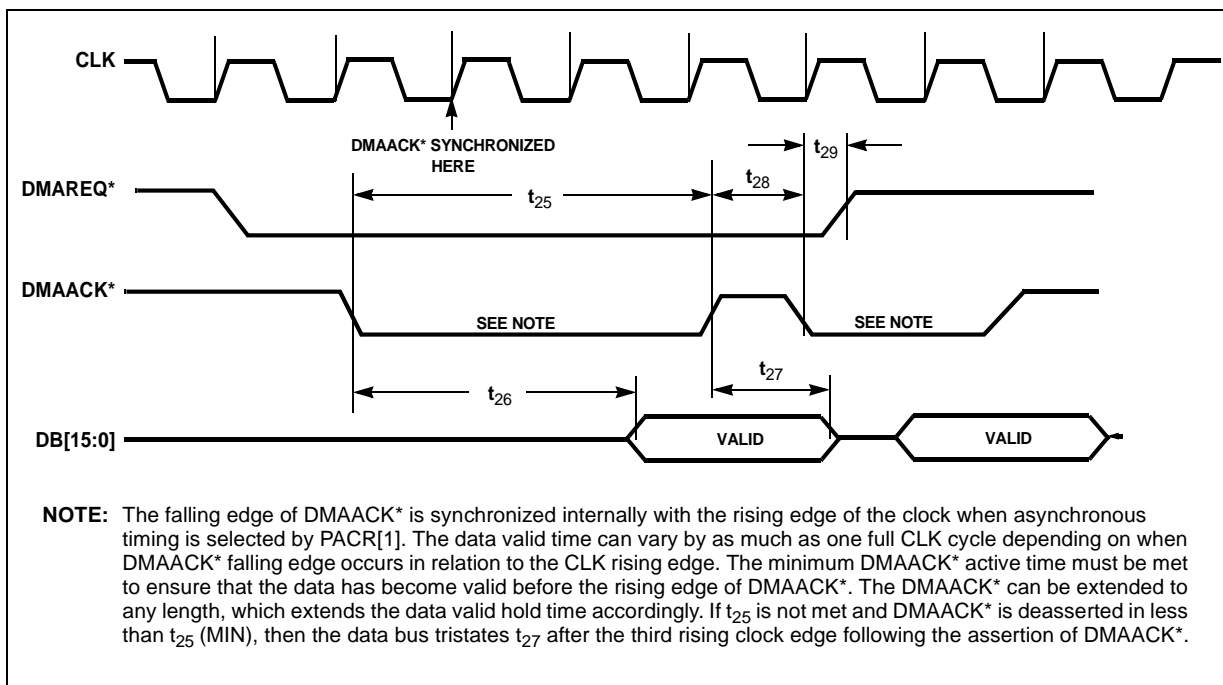 CLK
DMAACK* SYNCHRONIZED
HERE
t29
DMAREQ*
t25
t28
DMAACK*
SEE NOTE
SEE NOTE
t26
t27
DB[15:0]
VALID
VALID
NOTE: The falling edge of DMAACK* is synchronized internally with the rising edge of the clock when asynchronous
timing is selected by PACR[1]. The data valid time can vary by as much as one full CLK cycle depending on when
DMAACK* falling edge occurs in relation to the CLK rising edge. The minimum DMAACK* active time must be met
to ensure that the data has become valid before the rising edge of DMAACK*. The DMAACK* can be extended to
any length, which extends the data valid hold time accordingly. If t25 is not met and DMAACK* is deasserted in less
than t25 (MIN), then the data bus tristates t27 after the third rising clock edge following the assertion of DMAACK*.